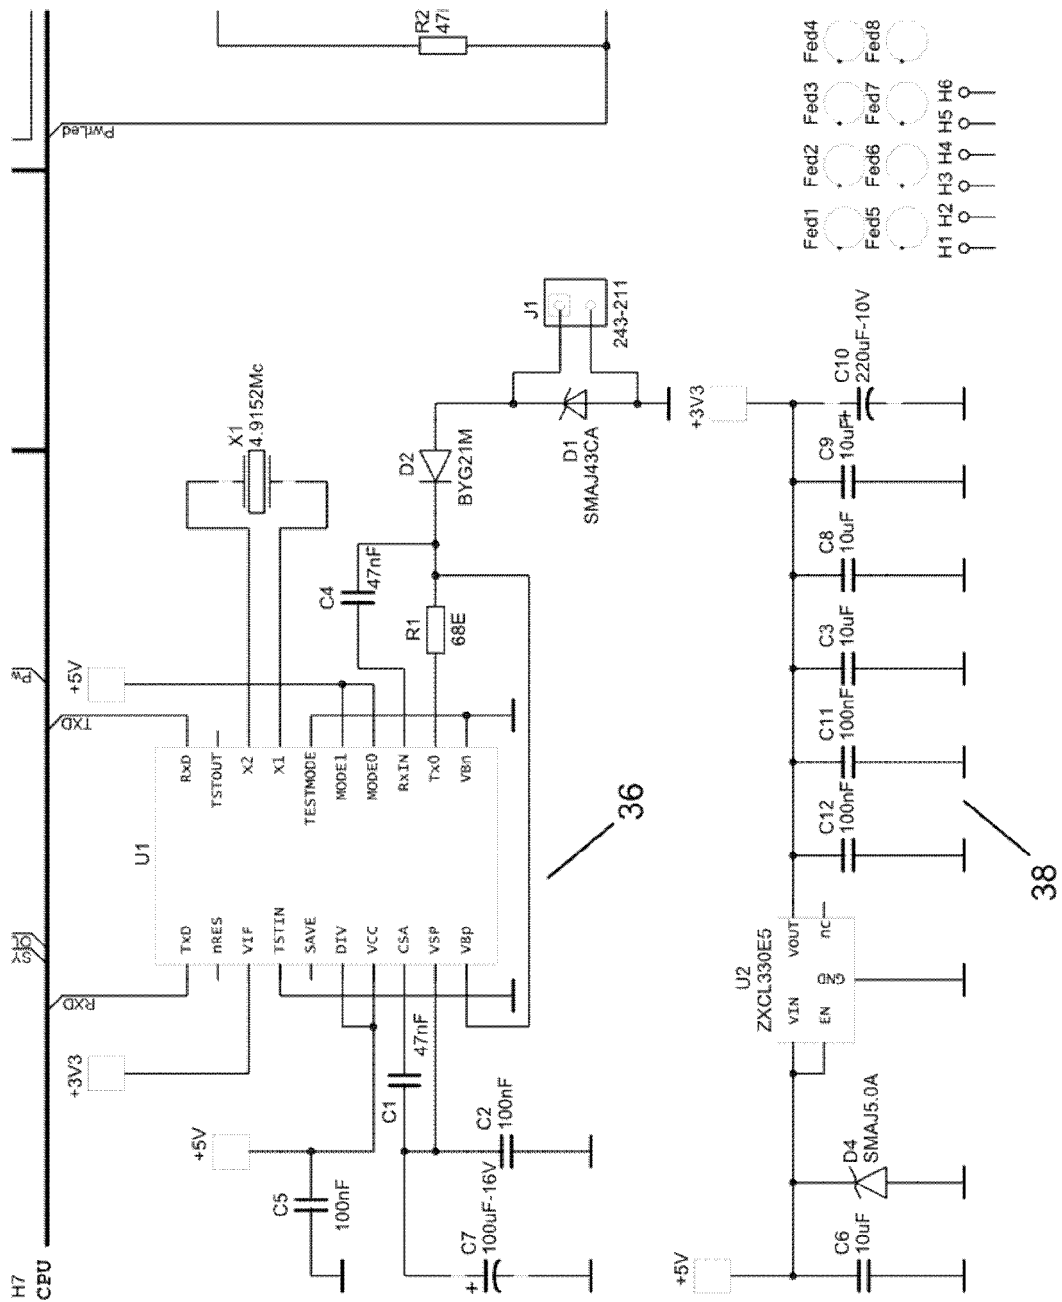 H7
CPU
RXD
TXD
PwrLed
R2
Fed1
Fed2
Fed3
Fed4
Fed5
Fed6
Fed7
Fed8
H1 H2 H3 H4 H5 H6
+5V
+3V3
+5V
X1
4.9152Mc
C5
100nF
U1
TxD
nRES
VIF
TSTIN
SAVE
DIV
VCC
CSA
VSP
VBp
RxD
TSTOUT
X2
X1
TESTMODE
MODE1
MODE0
RxIN
TxO
VBn
C4
47nF
R1
68E
D2
BYG21M
J1
243-211
D1
SMAJ43CA
C1
47nF
C7
100uF-16V
C2
100nF
36
+5V
C6
10uF
D4
SMAJ5.0A
U2
ZXCL330E5
VIN
VOUT
EN
GND
nc
C12
100nF
C11
100nF
C3
10uF
C8
10uF
C9
10uF
C10
220uF-10V
+3V3
38